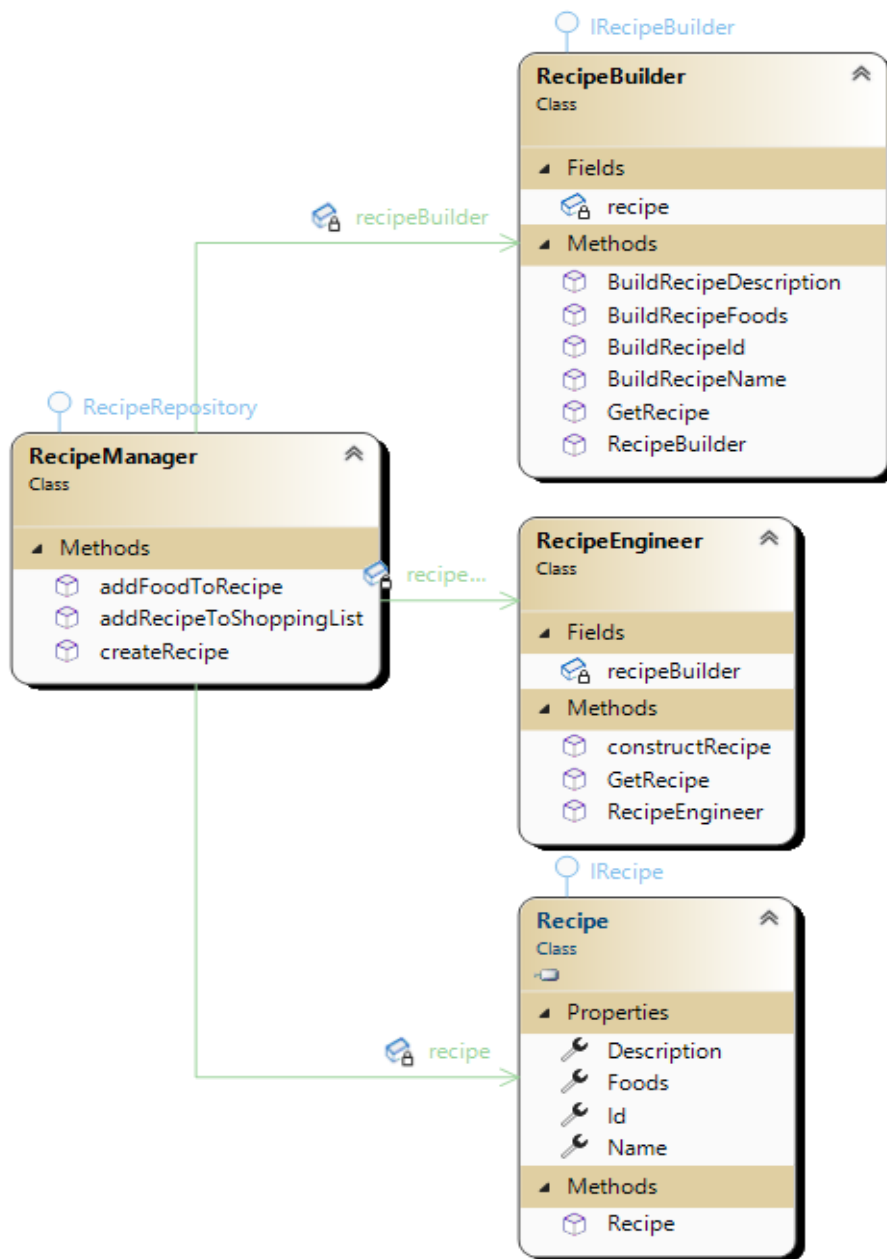 IRecipeBuilder
RecipeBuilder
Class
Fields
recipe
Methods
BuildRecipeDescription
BuildRecipeFoods
BuildRecipeId
BuildRecipeName
GetRecipe
RecipeBuilder
recipeBuilder
RecipeRepository
RecipeManager
Class
Methods
addFoodToRecipe
addRecipeToShoppingList
createRecipe
recipe...
RecipeEngineer
Class
Fields
recipeBuilder
Methods
constructRecipe
GetRecipe
RecipeEngineer
IRecipe
Recipe
Class
Properties
Description
Foods
Id
Name
Methods
Recipe
recipe